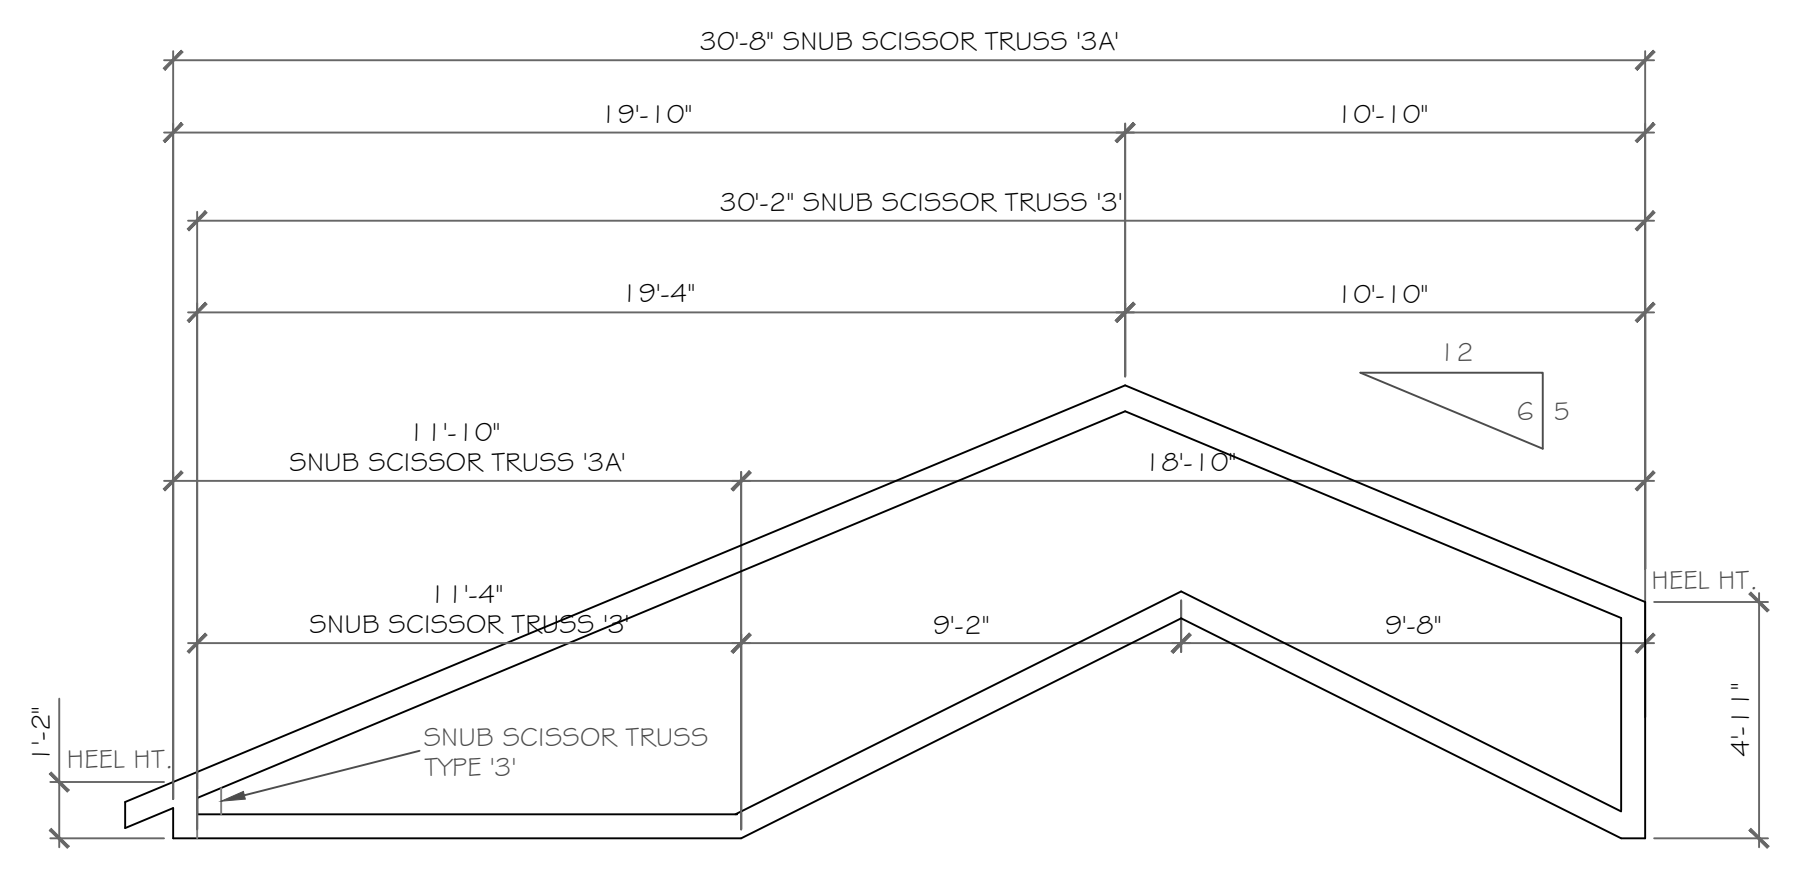 30'-8" SNUB SCISSOR TRUSS '3A'
19'-10"
10'-10"
30'-2" SNUB SCISSOR TRUSS '3'
19'-4"
10'-10"
12
6
5
11'-10"
SNUB SCISSOR TRUSS '3A'
18'-10"
HEEL HT.
11'-4"
SNUB SCISSOR TRUSS '3'
9'-2"
9'-8"
1'-2"
HEEL HT.
SNUB SCISSOR TRUSS
TYPE '3'
4'-11"